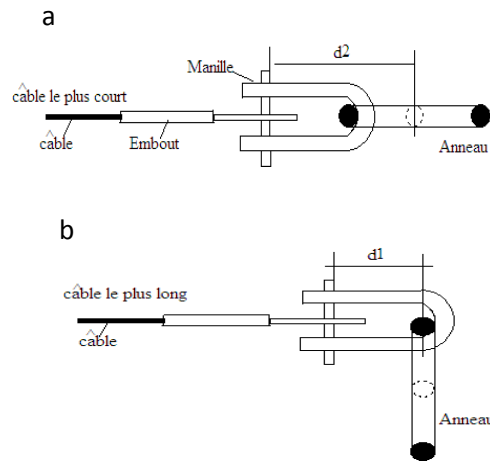 a
d2
Manille
câble le plus court
câble
Embout
Anneau
b
d1
câble le plus long
câble
Anneau